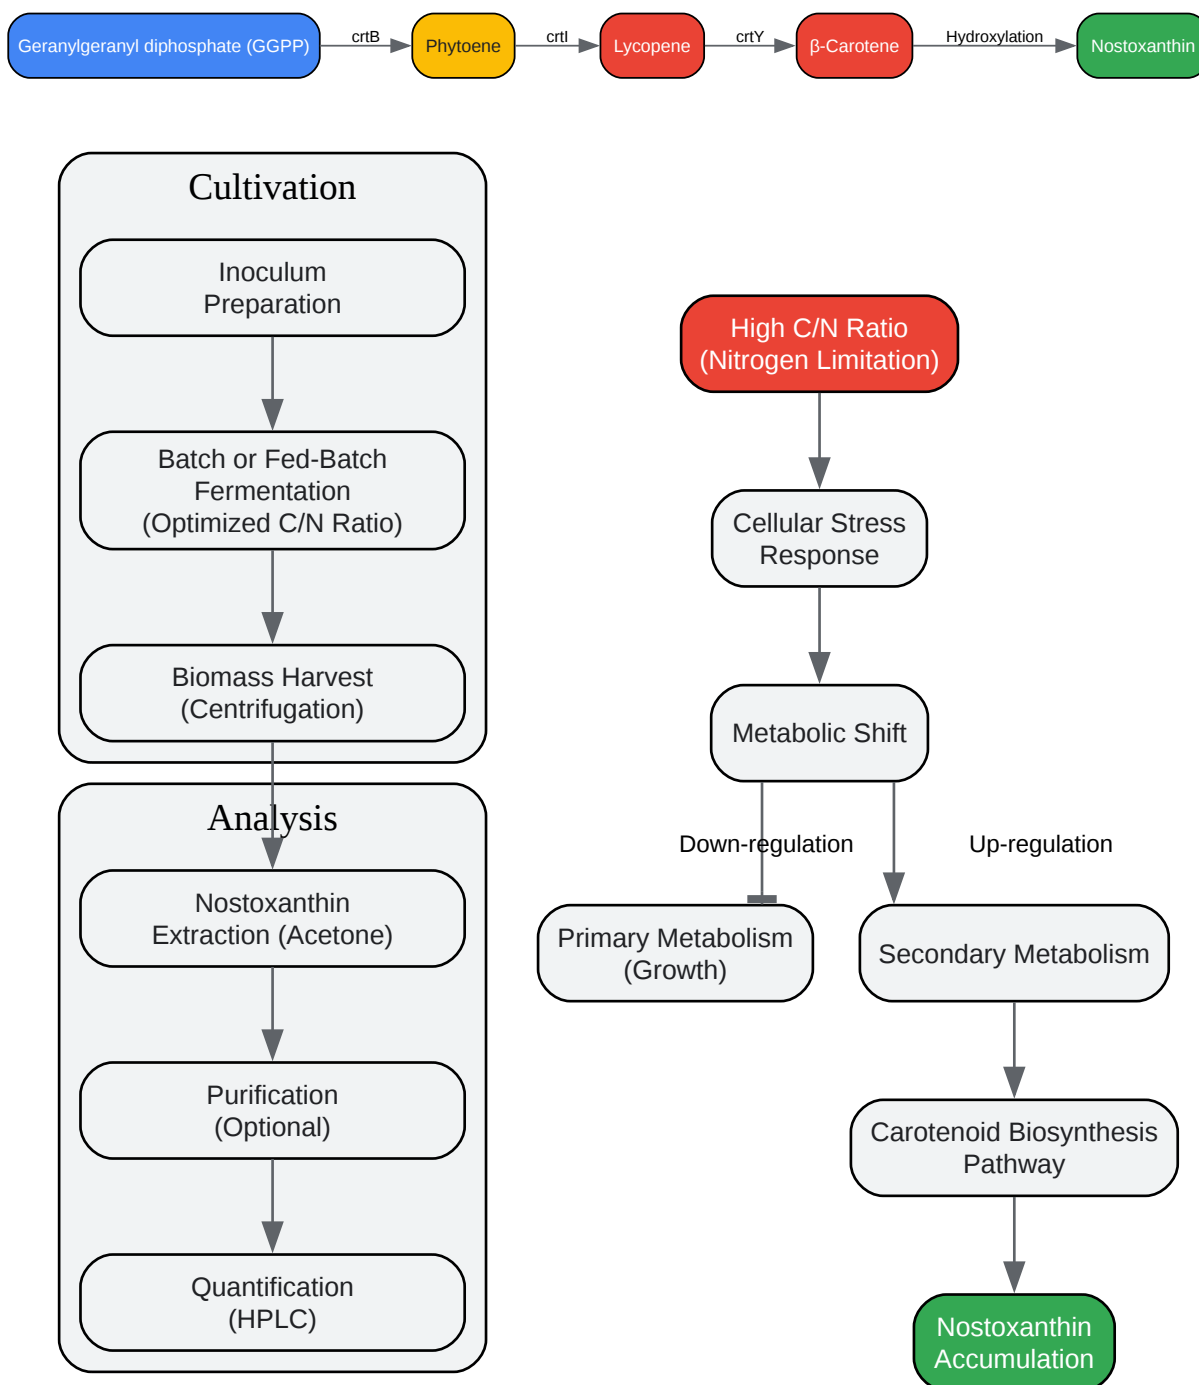 Geranylgeranyl diphosphate (GGPP)
crtB
Phytoene
crtI
Lycopene
crtY
β-Carotene
Hydroxylation
Nostoxanthin
Cultivation
Inoculum
Preparation
Batch or Fed-Batch
Fermentation
(Optimized C/N Ratio)
Biomass Harvest
(Centrifugation)
Analysis
Nostoxanthin
Extraction (Acetone)
Purification
(Optional)
Quantification
(HPLC)
High C/N Ratio
(Nitrogen Limitation)
Cellular Stress
Response
Metabolic Shift
Down-regulation
Up-regulation
Primary Metabolism
(Growth)
Secondary Metabolism
Carotenoid Biosynthesis
Pathway
Nostoxanthin
Accumulation